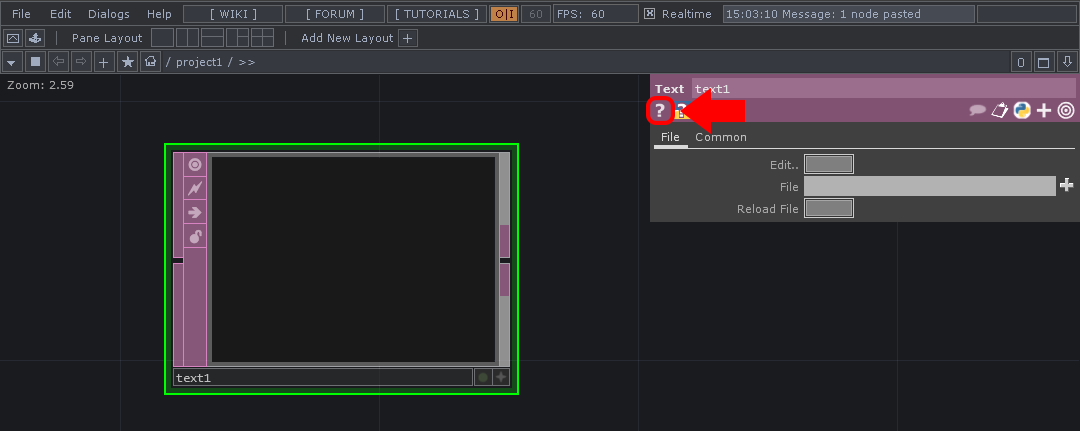 File Edit Dialogs Help [ WIKI ] [ FORUM ] [ TUTORIALS ] O|I 60 FPS: 60 Realtime 15:03:10 Message: 1 node pasted
Pane Layout Add New Layout +
/ project1 / >> 0
Zoom: 2.59
Text text1
? ?
File Common
Edit..
File
Reload File
text1